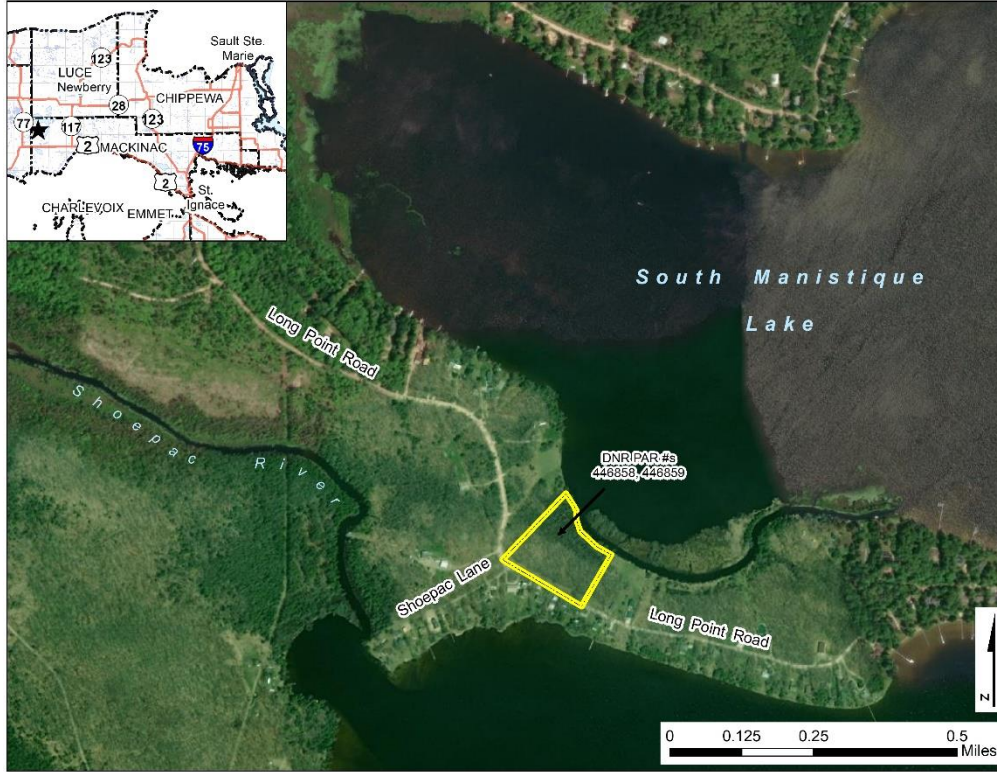 Sault Ste.
Marie
123
LUCE
Newberry
CHIPPEWA
28
77
117
123
2
MACKINAC
75
2
St.
Ignace
CHARLEVOIX
EMMET
South Manistique
Lake
Long Point Road
Shoepac River
DNR PAR #s
446858, 446859
Shoepac Lane
Long Point Road
N
0 0.125 0.25 0.5
Miles